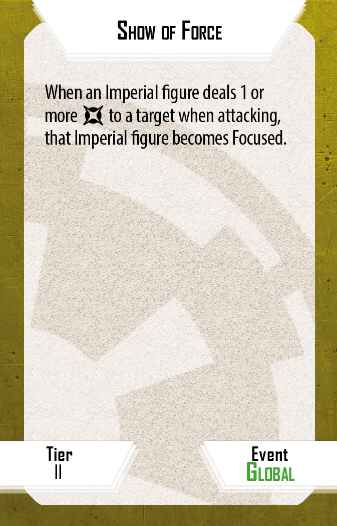 Show of Force
When an Imperial figure deals 1 or
more to a target when attacking,
that Imperial figure becomes Focused.
Tier
II
Event
Global